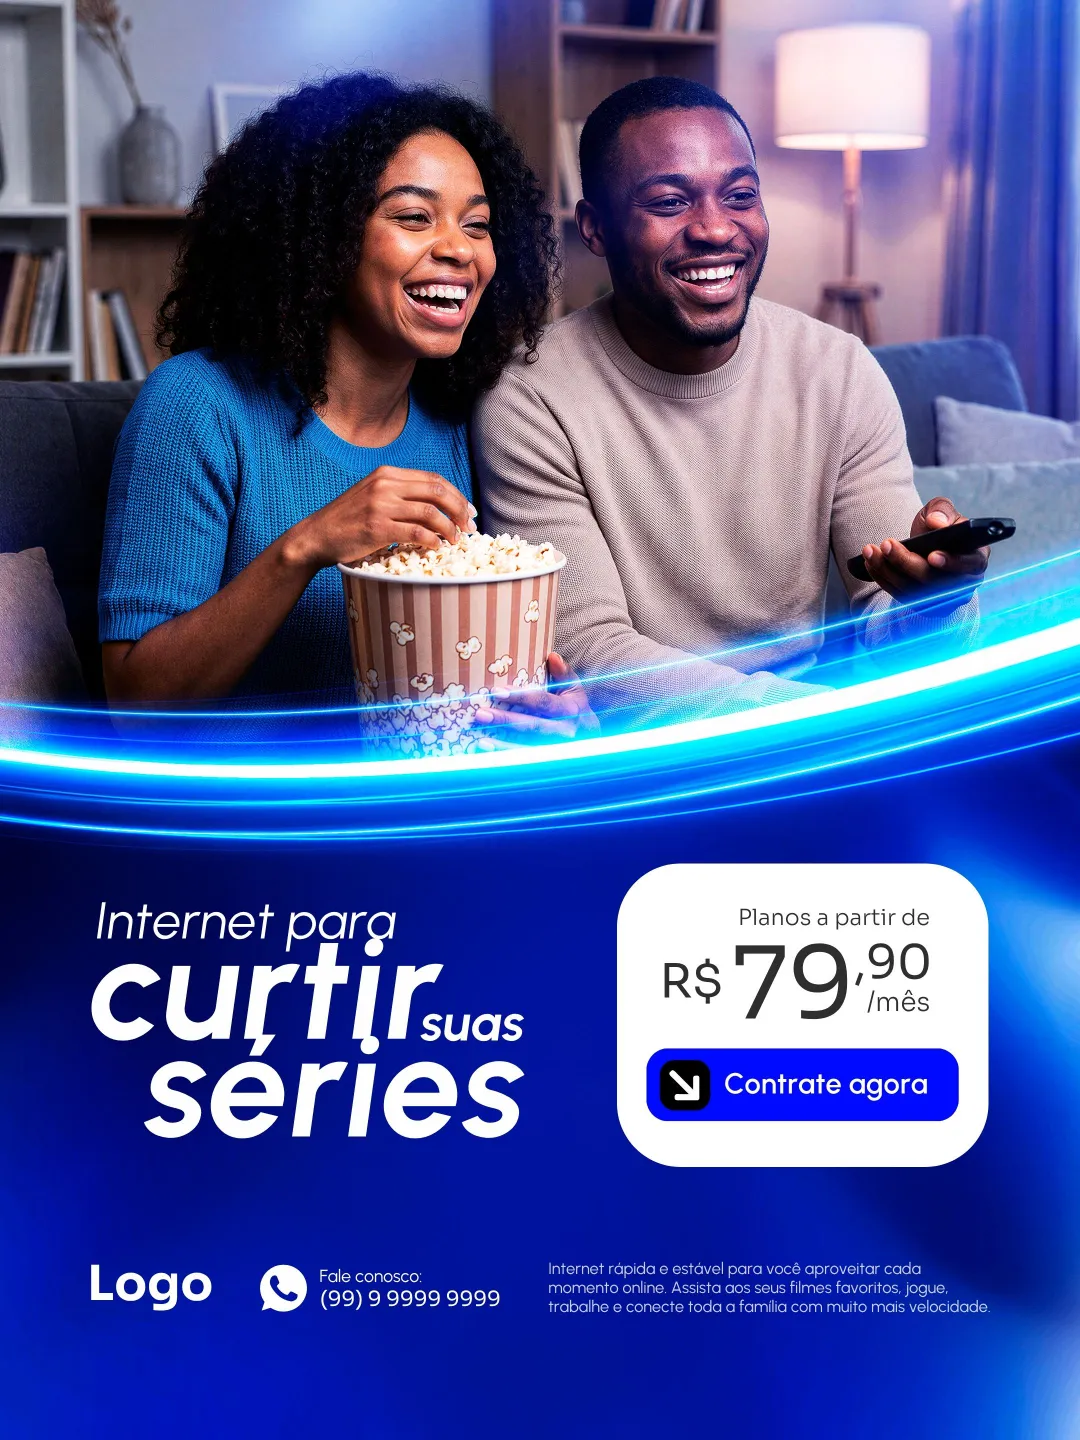 Internet para
curtir suas
séries
Planos a partir de
R$ 79,90
/mês
Contrate agora
Logo
Fale conosco:
(99) 9 9999 9999
Internet rápida e estável para você aproveitar cada
momento online. Assista aos seus filmes favoritos, jogue,
trabalhe e conecte toda a família com muito mais velocidade.